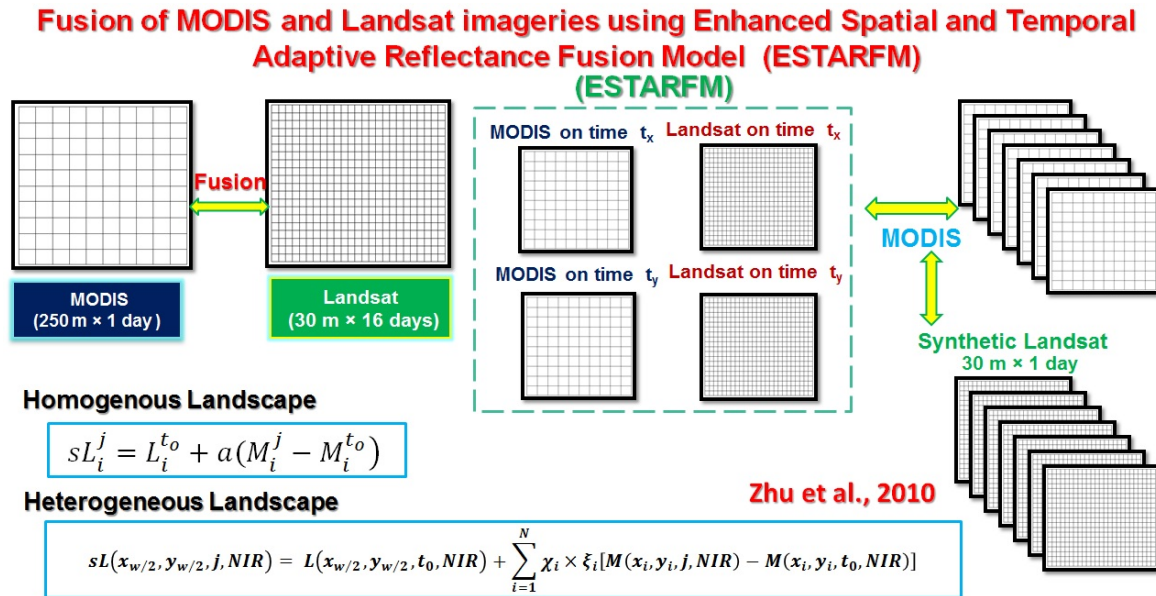 Fusion of MODIS and Landsat imageries using Enhanced Spatial and Temporal
Adaptive Reflectance Fusion Model (ESTARFM)
(ESTARFM)
Fusion
MODIS
(250 m × 1 day )
Landsat
(30 m × 16 days)
MODIS on time tₓ
Landsat on time tₓ
MODIS on time t_y
Landsat on time t_y
MODIS
Synthetic Landsat
30 m × 1 day
Homogenous Landscape
sL_i^j = L_i^{t_o} + a(M_i^j − M_i^{t_o})
Heterogeneous Landscape
Zhu et al., 2010
sL(x_{w/2}, y_{w/2}, j, NIR) = L(x_{w/2}, y_{w/2}, t_0, NIR) + ∑_{i=1}^{N} χ_i × ξ_i[M(x_i, y_i, j, NIR) − M(x_i, y_i, t_0, NIR)]